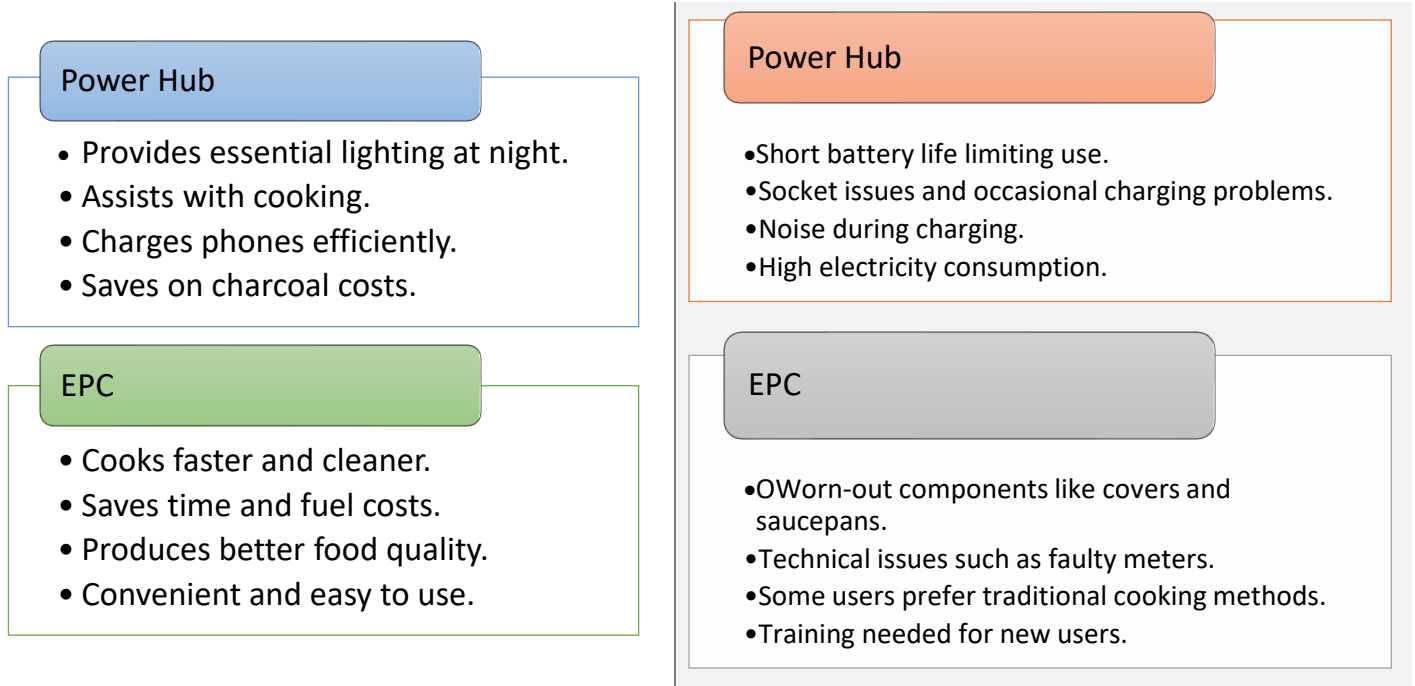 Power Hub
• Provides essential lighting at night.
• Assists with cooking.
• Charges phones efficiently.
• Saves on charcoal costs.
EPC
• Cooks faster and cleaner.
• Saves time and fuel costs.
• Produces better food quality.
• Convenient and easy to use.
Power Hub
•Short battery life limiting use.
•Socket issues and occasional charging problems.
•Noise during charging.
•High electricity consumption.
EPC
•OWorn-out components like covers and
saucepans.
•Technical issues such as faulty meters.
•Some users prefer traditional cooking methods.
•Training needed for new users.